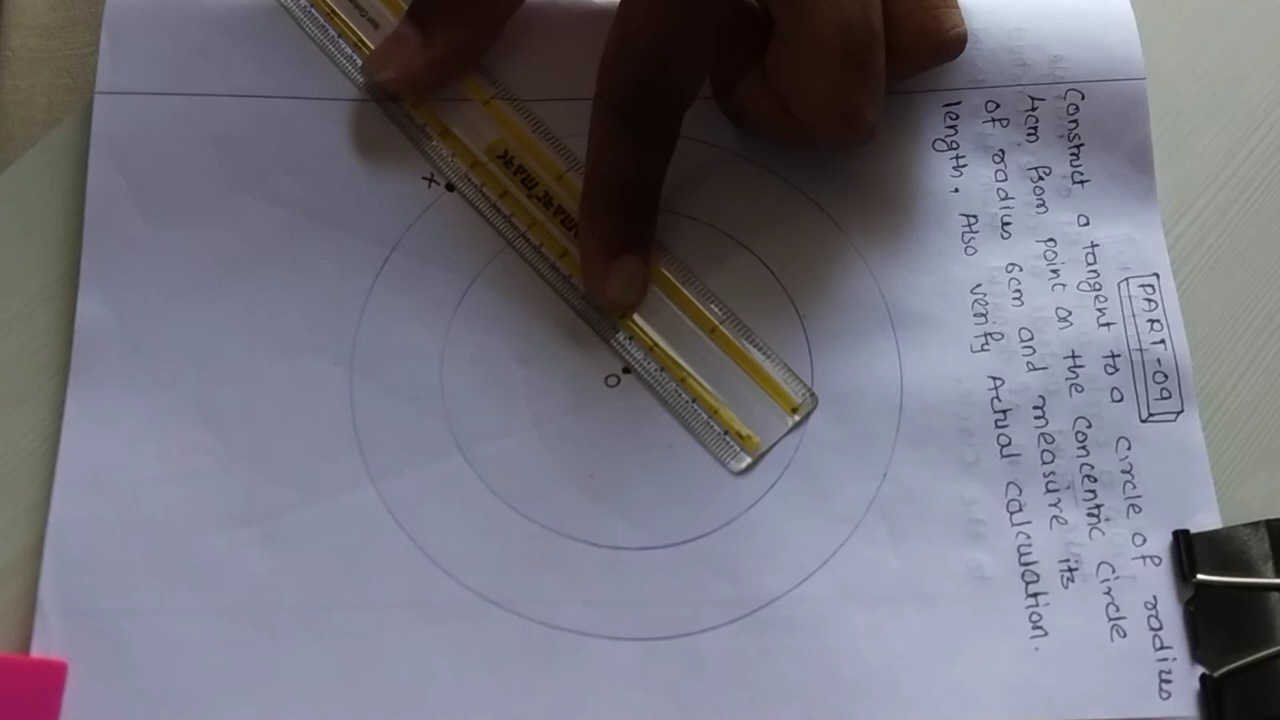 PART-09
Construct a tangent to a circle of radius
4cm from point on the concentric circle
of radius 6cm and measure its
length. Also verify Actual calculation.
X
O